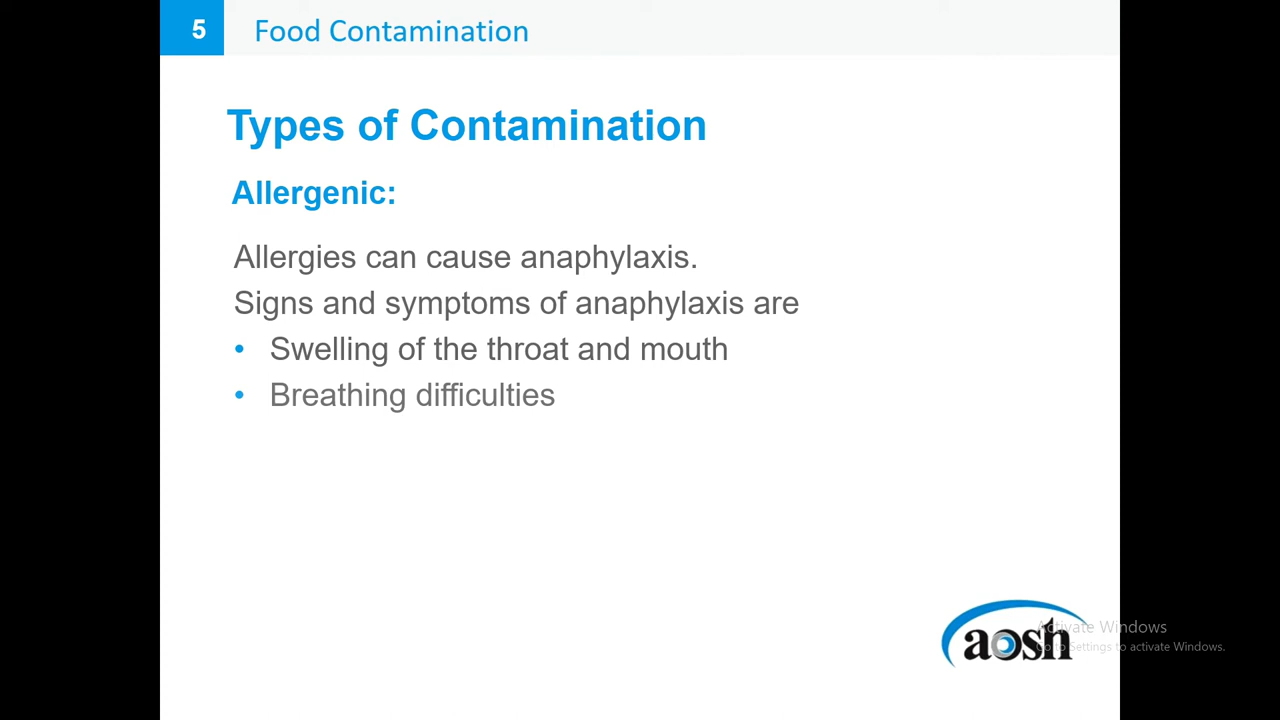 5
Food Contamination
Types of Contamination
Allergenic:
Allergies can cause anaphylaxis.
Signs and symptoms of anaphylaxis are
• Swelling of the throat and mouth
• Breathing difficulties
aosh
Activate Windows
Go to Settings to activate Windows.